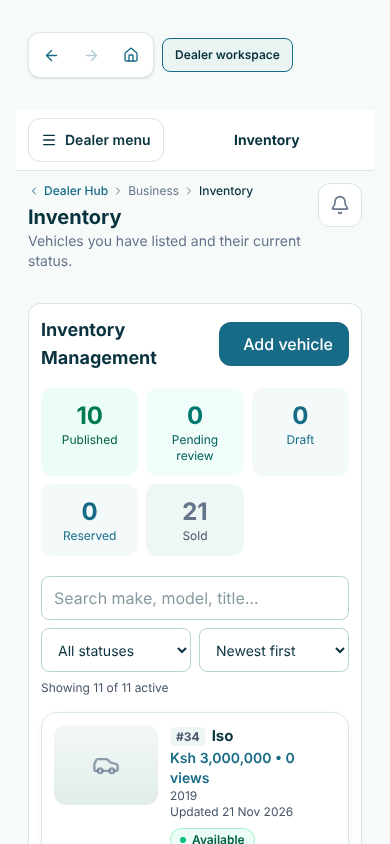 Dealer workspace
Dealer menu
Inventory
Dealer Hub
Business
Inventory
Inventory
Vehicles you have listed and their current
status.
Inventory
Management
Add vehicle
10
Published
0
Pending
review
0
Draft
0
Reserved
21
Sold
Search make, model, title...
All statuses
Newest first
Showing 11 of 11 active
#34 Iso
Ksh 3,000,000 • 0
views
2019
Updated 21 Nov 2026
Available